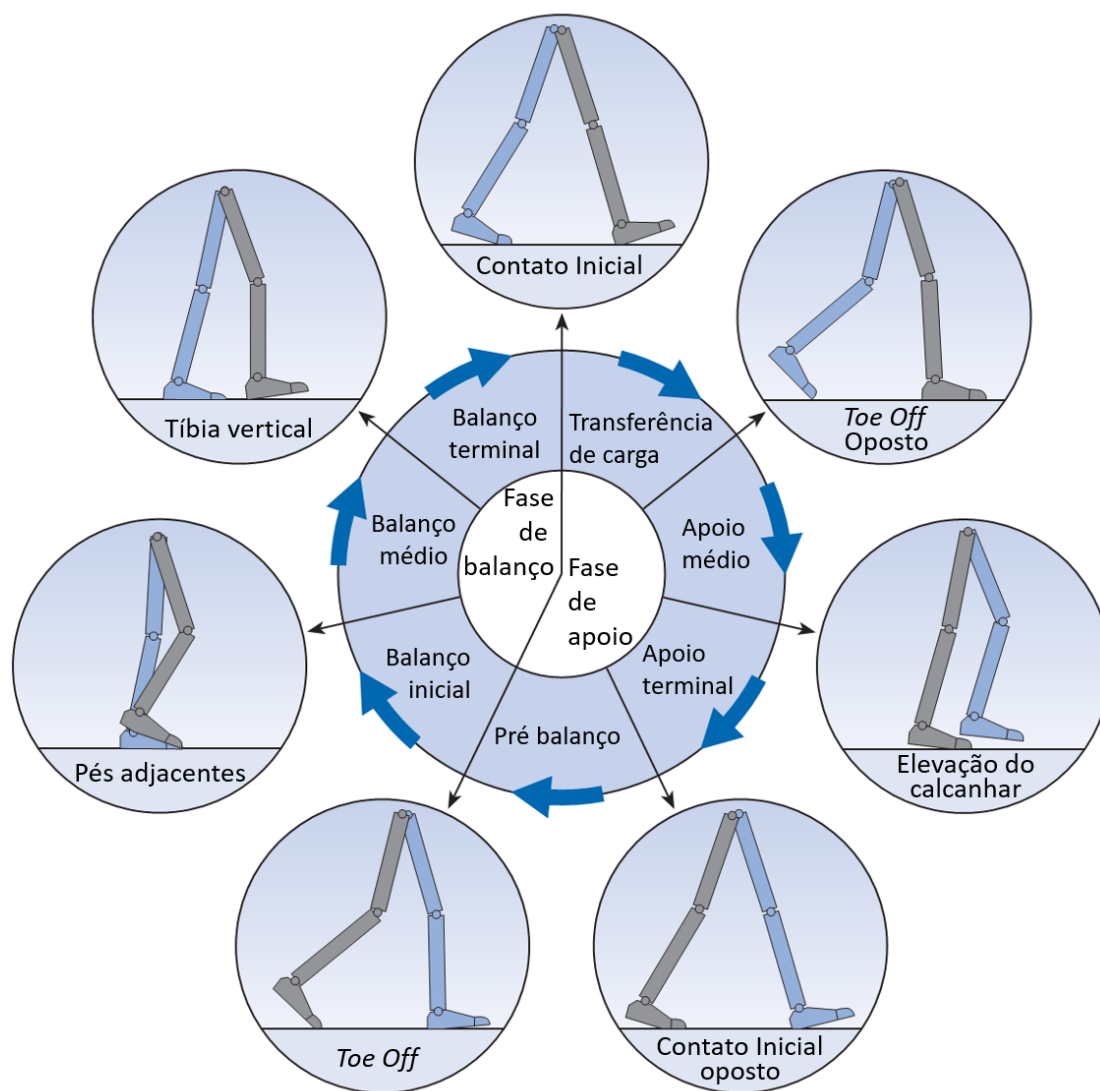 Contato Inicial
Toe Off
Oposto
Elevação do
calcanhar
Contato Inicial
oposto
Toe Off
Pés adjacentes
Tíbia vertical
Transferência
de carga
Apoio
médio
Apoio
terminal
Pré balanço
Balanço
inicial
Balanço
médio
Balanço
terminal
Fase
de
balanço
Fase
de
apoio